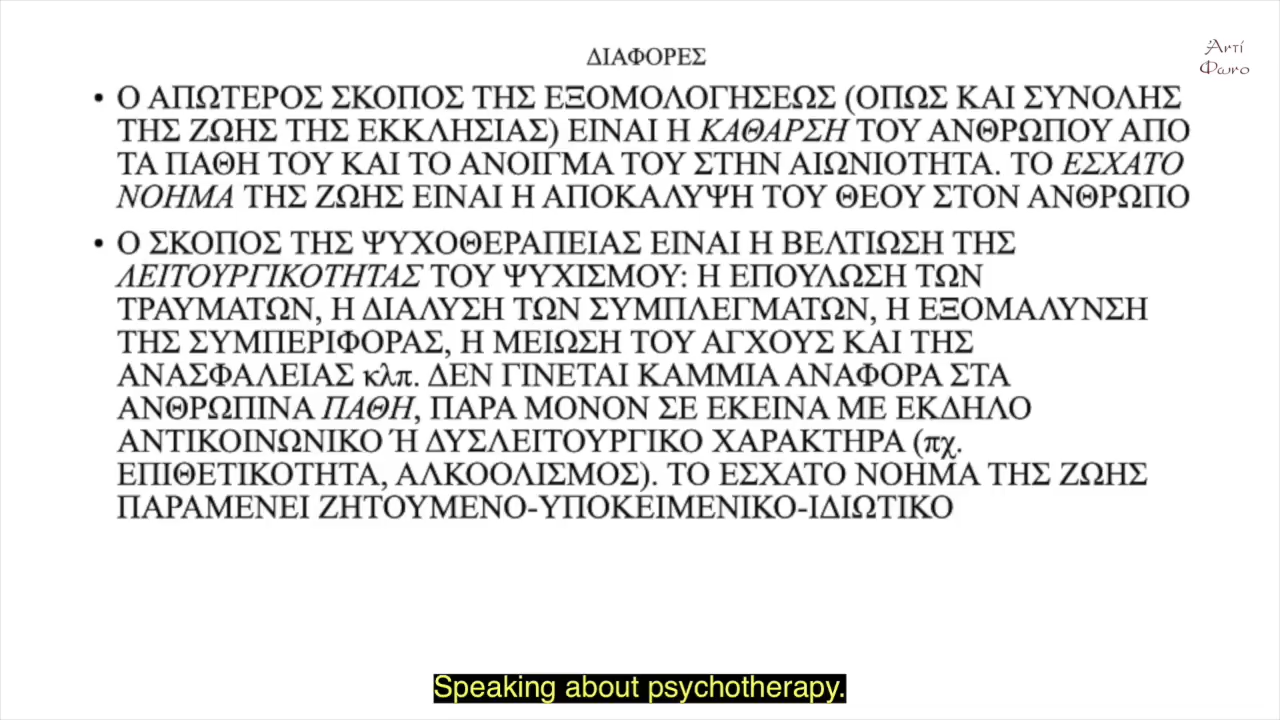 ΔΙΑΦΟΡΕΣ
Ἀντί
Φωνο
• Ο ΑΠΩΤΕΡΟΣ ΣΚΟΠΟΣ ΤΗΣ ΕΞΟΜΟΛΟΓΗΣΕΩΣ (ΟΠΩΣ ΚΑΙ ΣΥΝΟΛΗΣ
ΤΗΣ ΖΩΗΣ ΤΗΣ ΕΚΚΛΗΣΙΑΣ) ΕΙΝΑΙ Η ΚΑΘΑΡΣΗ ΤΟΥ ΑΝΘΡΩΠΟΥ ΑΠΟ
ΤΑ ΠΑΘΗ ΤΟΥ ΚΑΙ ΤΟ ΑΝΟΙΓΜΑ ΤΟΥ ΣΤΗΝ ΑΙΩΝΙΟΤΗΤΑ. ΤΟ ΕΣΧΑΤΟ
ΝΟΗΜΑ ΤΗΣ ΖΩΗΣ ΕΙΝΑΙ Η ΑΠΟΚΑΛΥΨΗ ΤΟΥ ΘΕΟΥ ΣΤΟΝ ΑΝΘΡΩΠΟ
• Ο ΣΚΟΠΟΣ ΤΗΣ ΨΥΧΟΘΕΡΑΠΕΙΑΣ ΕΙΝΑΙ Η ΒΕΛΤΙΩΣΗ ΤΗΣ
ΛΕΙΤΟΥΡΓΙΚΟΤΗΤΑΣ ΤΟΥ ΨΥΧΙΣΜΟΥ: Η ΕΠΟΥΛΩΣΗ ΤΩΝ
ΤΡΑΥΜΑΤΩΝ, Η ΔΙΑΛΥΣΗ ΤΩΝ ΣΥΜΠΛΕΓΜΑΤΩΝ, Η ΕΞΟΜΑΛΥΝΣΗ
ΤΗΣ ΣΥΜΠΕΡΙΦΟΡΑΣ, Η ΜΕΙΩΣΗ ΤΟΥ ΑΓΧΟΥΣ ΚΑΙ ΤΗΣ
ΑΝΑΣΦΑΛΕΙΑΣ κλπ. ΔΕΝ ΓΙΝΕΤΑΙ ΚΑΜΜΙΑ ΑΝΑΦΟΡΑ ΣΤΑ
ΑΝΘΡΩΠΙΝΑ ΠΑΘΗ, ΠΑΡΑ ΜΟΝΟΝ ΣΕ ΕΚΕΙΝΑ ΜΕ ΕΚΔΗΛΟ
ΑΝΤΙΚΟΙΝΩΝΙΚΟ Ή ΔΥΣΛΕΙΤΟΥΡΓΙΚΟ ΧΑΡΑΚΤΗΡΑ (πχ.
ΕΠΙΘΕΤΙΚΟΤΗΤΑ, ΑΛΚΟΟΛΙΣΜΟΣ). ΤΟ ΕΣΧΑΤΟ ΝΟΗΜΑ ΤΗΣ ΖΩΗΣ
ΠΑΡΑΜΕΝΕΙ ΖΗΤΟΥΜΕΝΟ-ΥΠΟΚΕΙΜΕΝΙΚΟ-ΙΔΙΩΤΙΚΟ
Speaking about psychotherapy.